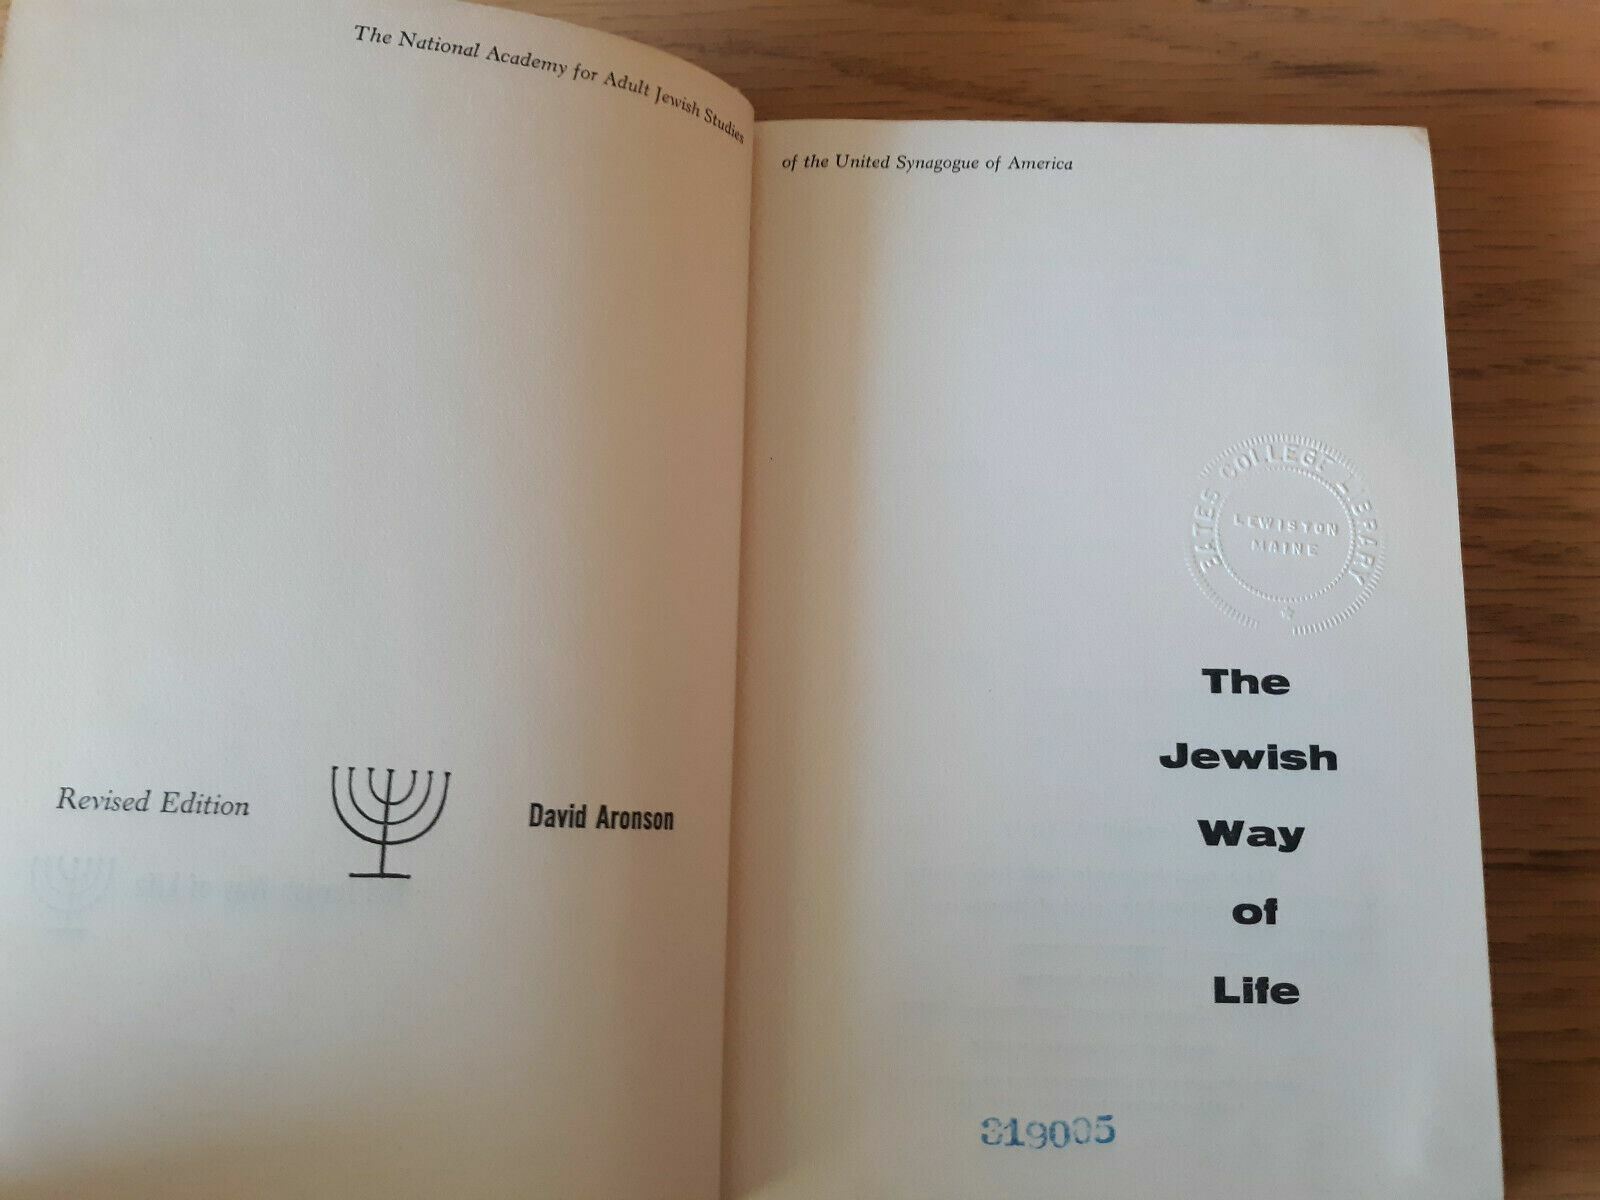 The National Academy for Adult Jewish Studies
of the United Synagogue of America
BATES COLLEGE LIBRARY
LEWISTON
MAINE
Revised Edition
David Aronson
The
Jewish
Way
of
Life
319005